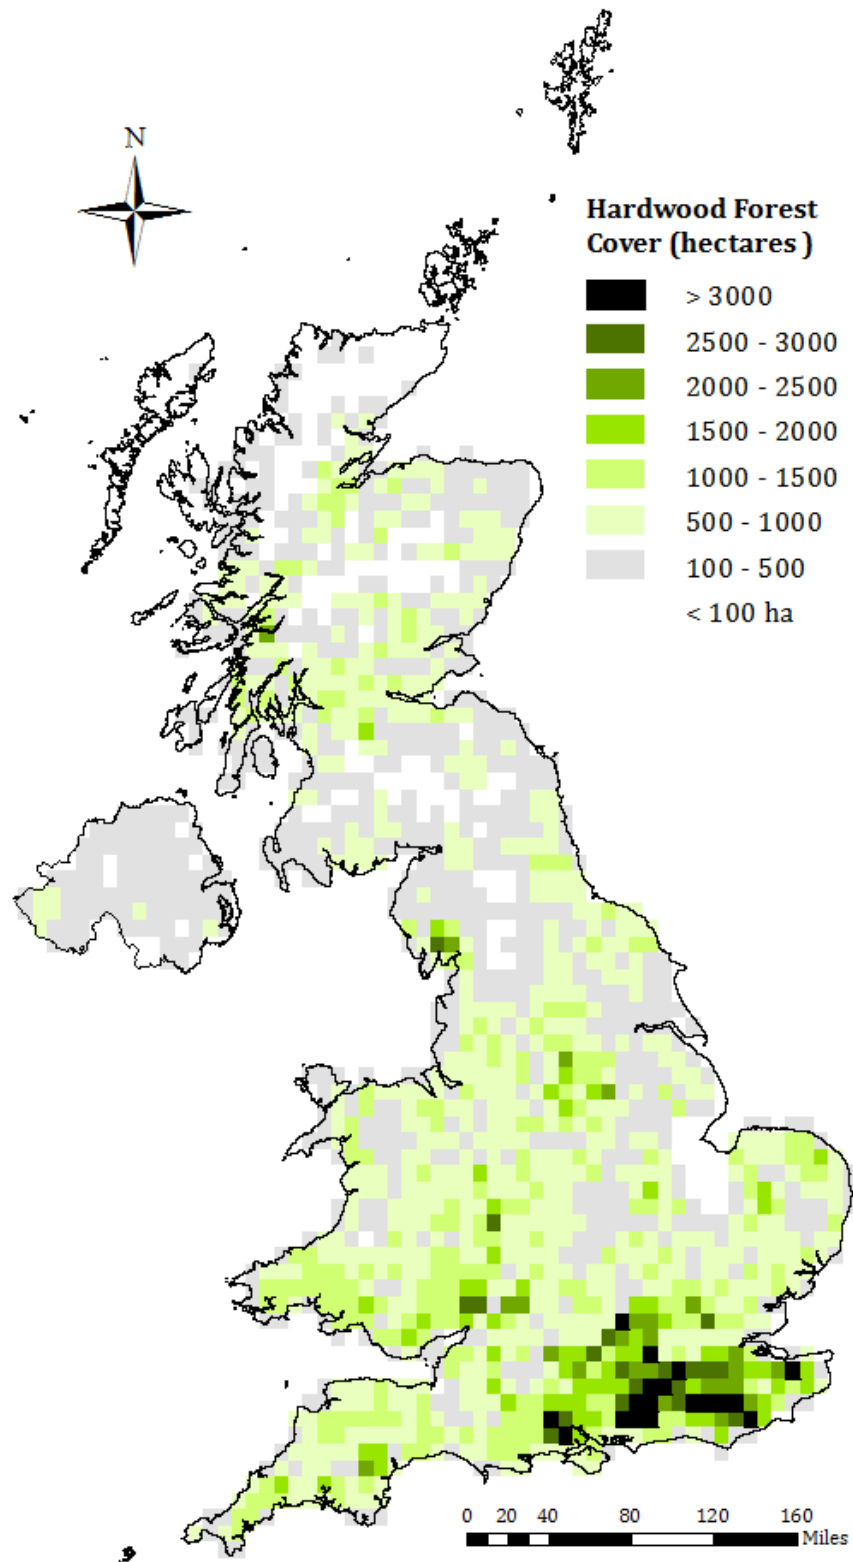 N
Hardwood Forest
Cover (hectares )
> 3000
2500 - 3000
2000 - 2500
1500 - 2000
1000 - 1500
500 - 1000
100 - 500
< 100 ha
0 20 40 80 120 160
Miles